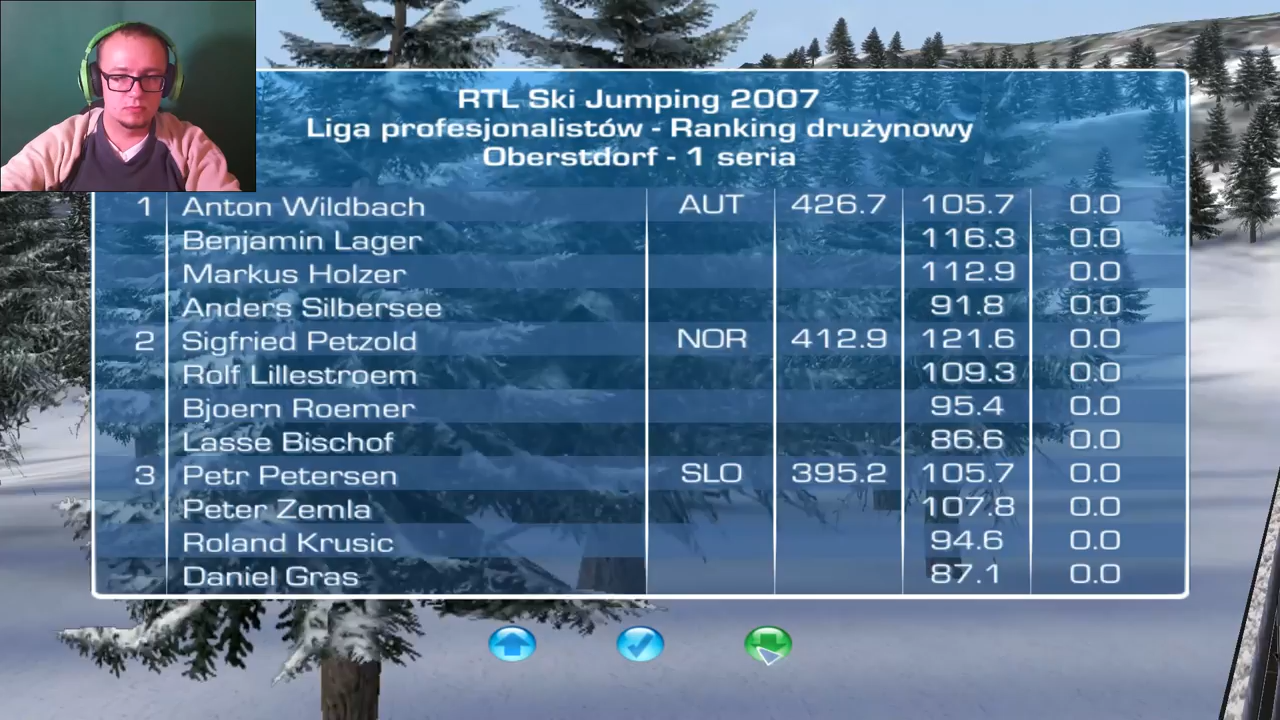 RTL Ski Jumping 2007
Liga profesjonalistów - Ranking drużynowy
Oberstdorf - 1 seria
1 Anton Wildbach AUT 426.7 105.7 0.0
Benjamin Lager 116.3 0.0
Markus Holzer 112.9 0.0
Anders Silbersee 91.8 0.0
2 Sigfried Petzold NOR 412.9 121.6 0.0
Rolf Lillestroem 109.3 0.0
Bjoern Roemer 95.4 0.0
Lasse Bischof 86.6 0.0
3 Petr Petersen SLO 395.2 105.7 0.0
Peter Zemla 107.8 0.0
Roland Krusic 94.6 0.0
Daniel Gras 87.1 0.0